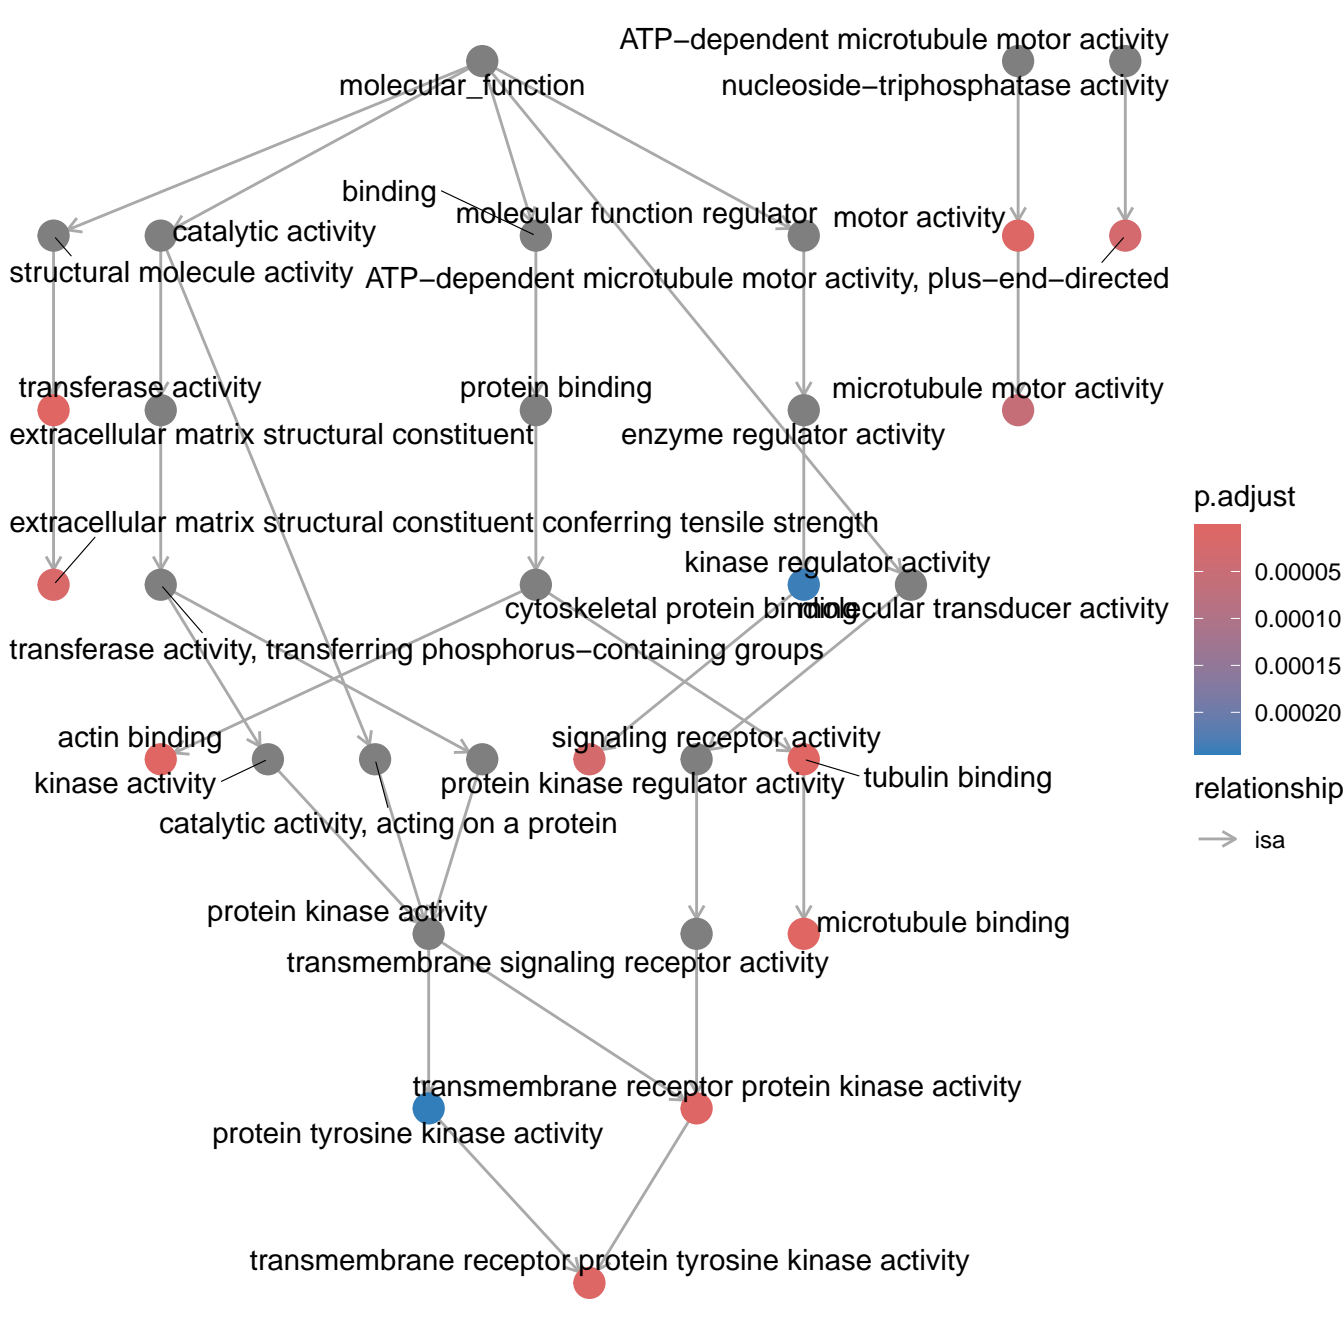 ATP−dependent microtubule motor activity
molecular_function
nucleoside−triphosphatase activity
binding
molecular function regulator
motor activity
catalytic activity
structural molecule activity
ATP−dependent microtubule motor activity, plus−end−directed
transferase activity
protein binding
microtubule motor activity
extracellular matrix structural constituent
enzyme regulator activity
extracellular matrix structural constituent conferring tensile strength
kinase regulator activity
cytoskeletal protein binding
molecular transducer activity
transferase activity, transferring phosphorus−containing groups
actin binding
signaling receptor activity
kinase activity
protein kinase regulator activity
tubulin binding
catalytic activity, acting on a protein
protein kinase activity
microtubule binding
transmembrane signaling receptor activity
transmembrane receptor protein kinase activity
protein tyrosine kinase activity
transmembrane receptor protein tyrosine kinase activity
p.adjust
0.00005
0.00010
0.00015
0.00020
relationship
isa